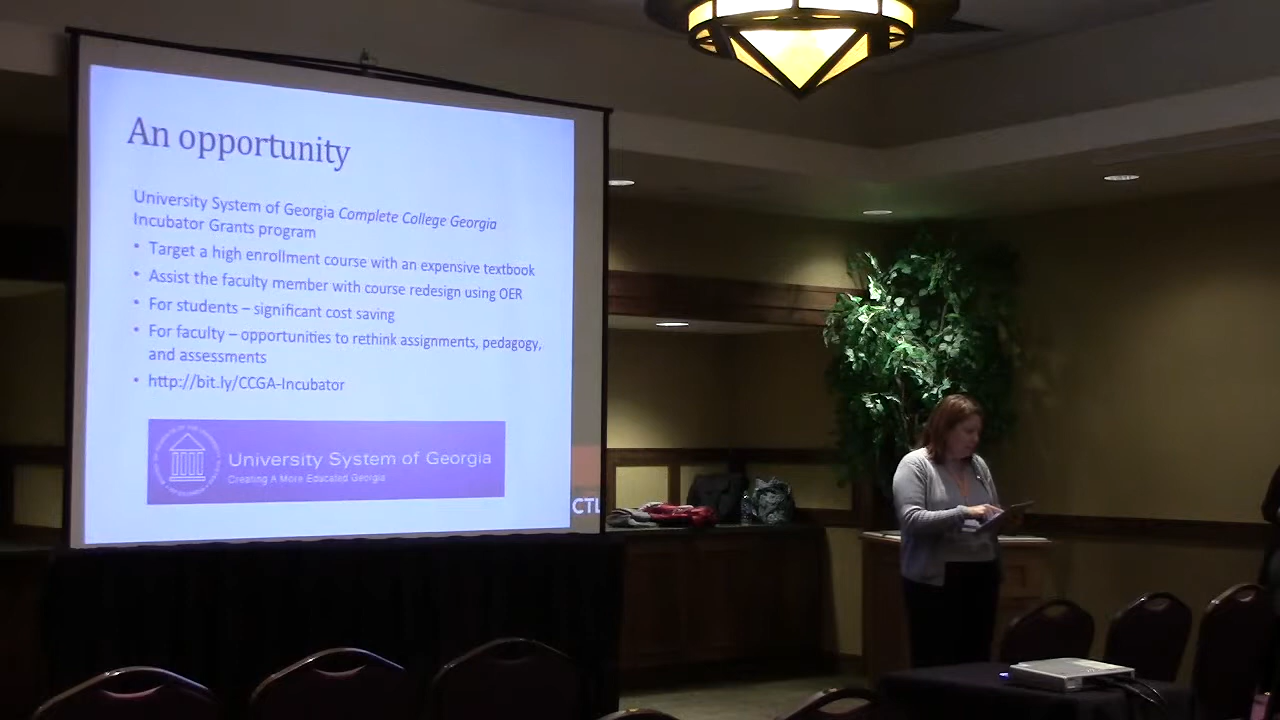 An opportunity
University System of Georgia Complete College Georgia
Incubator Grants program
• Target a high enrollment course with an expensive textbook
• Assist the faculty member with course redesign using OER
• For students – significant cost saving
• For faculty – opportunities to rethink assignments, pedagogy,
and assessments
• http://bit.ly/CCGA-Incubator
University System of Georgia
Creating A More Educated Georgia
CTL